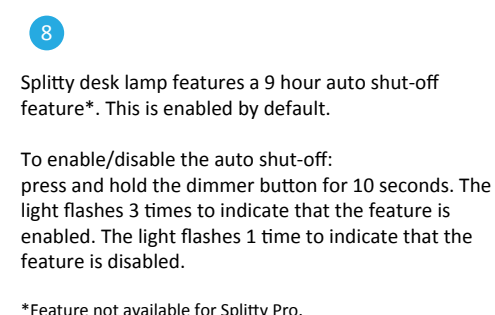 8
Splitty desk lamp features a 9 hour auto shut-off
feature*. This is enabled by default.
To enable/disable the auto shut-off:
press and hold the dimmer button for 10 seconds. The
light flashes 3 times to indicate that the feature is
enabled. The light flashes 1 time to indicate that the
feature is disabled.
*Feature not available for Splitty Pro.